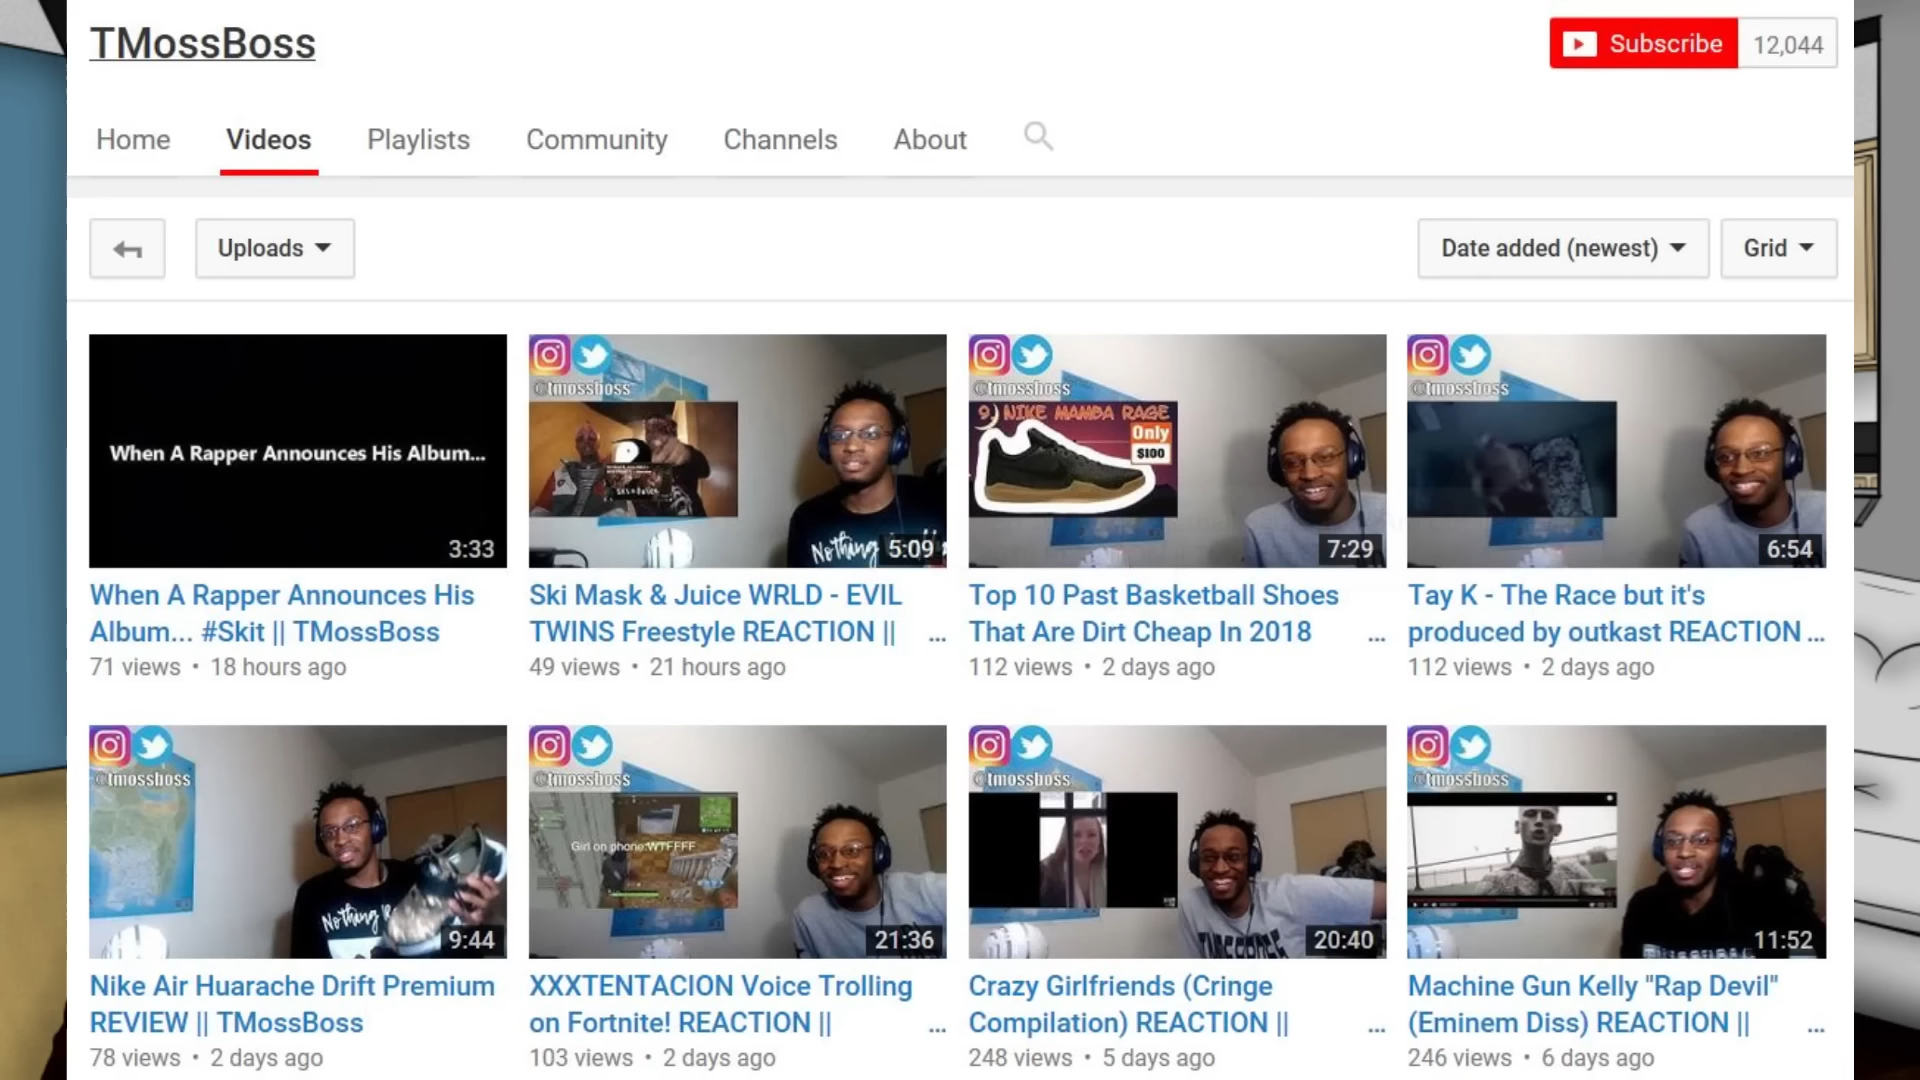 TMossBoss
Subscribe 12,044
Home Videos Playlists Community Channels About
Uploads
Date added (newest) Grid
When A Rapper Announces His Album...
3:33
When A Rapper Announces His
Album... #Skit || TMossBoss
71 views • 18 hours ago
@tmossboss
Nothing
5:09
Ski Mask & Juice WRLD - EVIL
TWINS Freestyle REACTION || ...
49 views • 21 hours ago
@tmossboss
9 NIKE MAMBA RAGE
Only
$100
7:29
Top 10 Past Basketball Shoes
That Are Dirt Cheap In 2018 ...
112 views • 2 days ago
@tmossboss
6:54
Tay K - The Race but it's
produced by outkast REACTION ...
112 views • 2 days ago
@tmossboss
Nothing
9:44
Nike Air Huarache Drift Premium
REVIEW || TMossBoss
78 views • 2 days ago
@tmossboss
Girl on phone:WTFFFF
21:36
XXXTENTACION Voice Trolling
on Fortnite! REACTION || ...
103 views • 2 days ago
@tmossboss
20:40
Crazy Girlfriends (Cringe
Compilation) REACTION || ...
248 views • 5 days ago
@tmossboss
11:52
Machine Gun Kelly "Rap Devil"
(Eminem Diss) REACTION || ...
246 views • 6 days ago